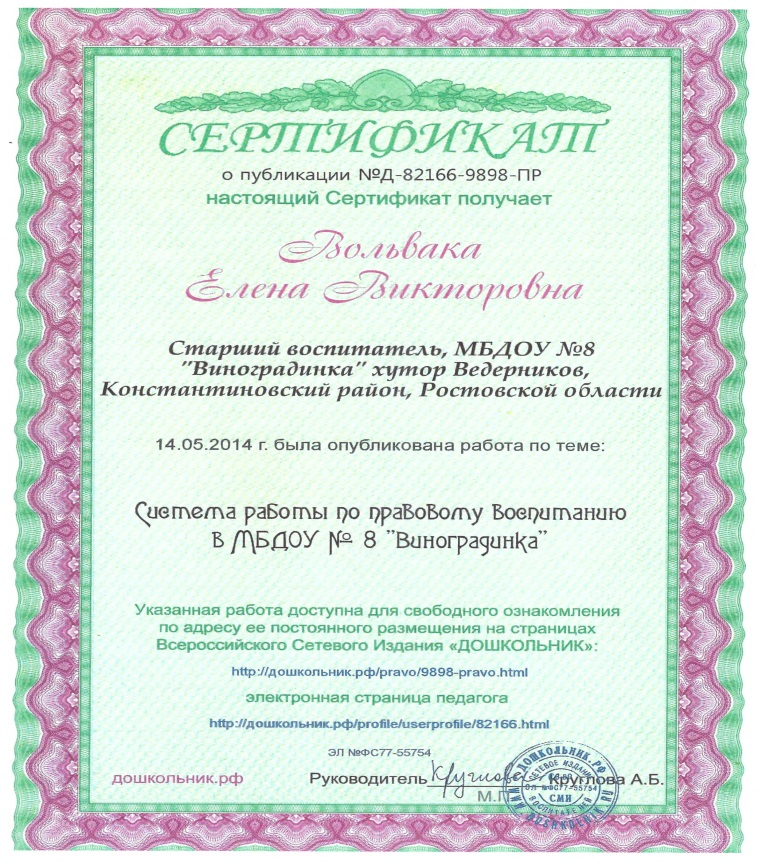 СЕРТИФИКАТ
о публикации №Д-82166-9898-ПР
настоящий Сертификат получает
Вольвака
Елена Викторовна
Старший воспитатель, МБДОУ №8
"Виноградинка" хутор Ведерников,
Константиновский район, Ростовской области
14.05.2014 г. была опубликована работа по теме:
Система работы по правовому воспитанию
в МБДОУ № 8 "Виноградинка"
Указанная работа доступна для свободного ознакомления
по адресу ее постоянного размещения на страницах
Всероссийского Сетевого Издания «ДОШКОЛЬНИК»:
http://дошкольник.рф/pravo/9898-pravo.html
электронная страница педагога
http://дошкольник.рф/profile/userprofile/82166.html
ЭЛ №ФС77-55754
дошкольник.рф Руководитель Круглова А.Б.
М.П.
ДОШКОЛЬНИК.РФ
СЕТЕВОЕ ИЗДАНИЕ
ЭЛ №ФС77-55754
СМИ